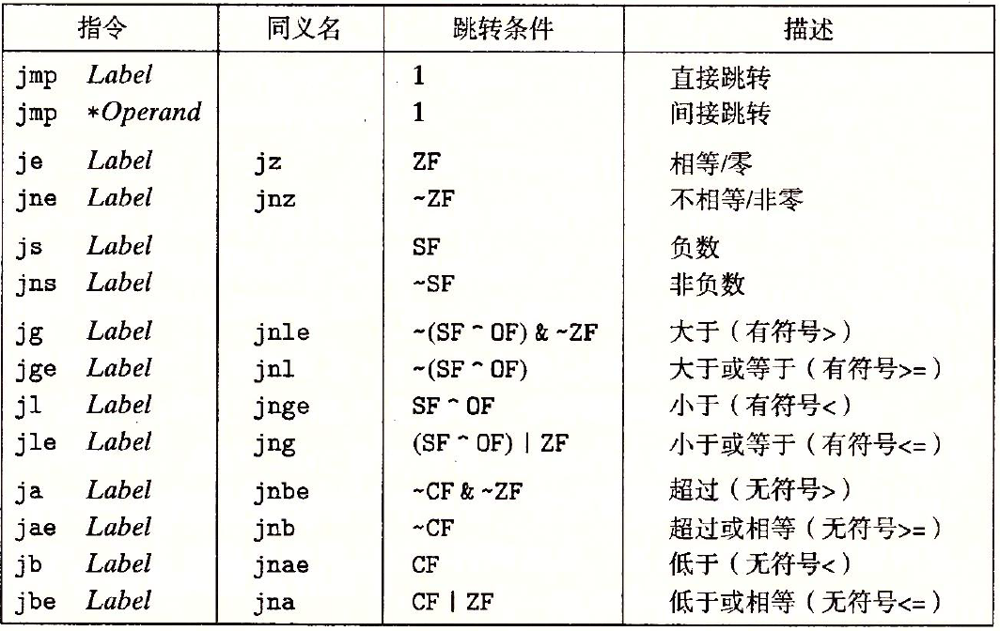 指令 同义名 跳转条件 描述
jmp Label 1 直接跳转
jmp *Operand 1 间接跳转
je Label jz ZF 相等/零
jne Label jnz ~ZF 不相等/非零
js Label SF 负数
jns Label ~SF 非负数
jg Label jnle ~(SF ^ OF) & ~ZF 大于（有符号>）
jge Label jnl ~(SF ^ OF) 大于或等于（有符号>=）
jl Label jnge SF ^ OF 小于（有符号<）
jle Label jng (SF ^ OF) | ZF 小于或等于（有符号<=）
ja Label jnbe ~CF & ~ZF 超过（无符号>）
jae Label jnb ~CF 超过或相等（无符号>=）
jb Label jnae CF 低于（无符号<）
jbe Label jna CF | ZF 低于或相等（无符号<=）